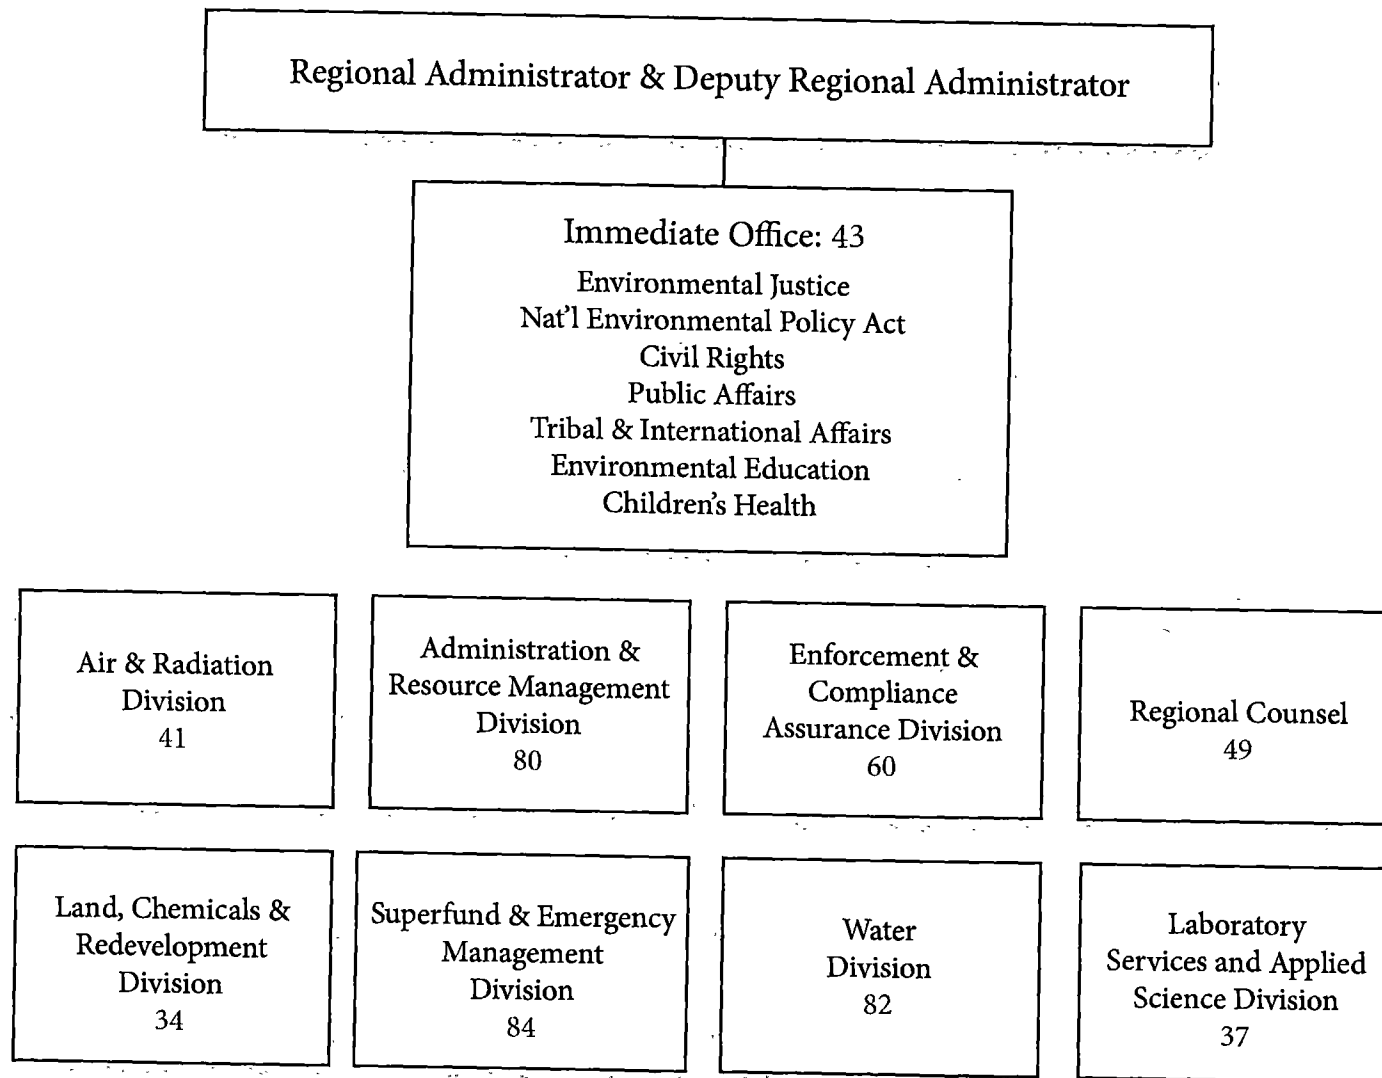 Regional Administrator & Deputy Regional Administrator
Immediate Office: 43
Environmental Justice
Nat'l Environmental Policy Act
Civil Rights
Public Affairs
Tribal & International Affairs
Environmental Education
Children's Health
Air & Radiation
Division
41
Administration &
Resource Management
Division
80
Enforcement &
Compliance
Assurance Division
60
Regional Counsel
49
Land, Chemicals &
Redevelopment
Division
34
Superfund & Emergency
Management
Division
84
Water
Division
82
Laboratory
Services and Applied
Science Division
37